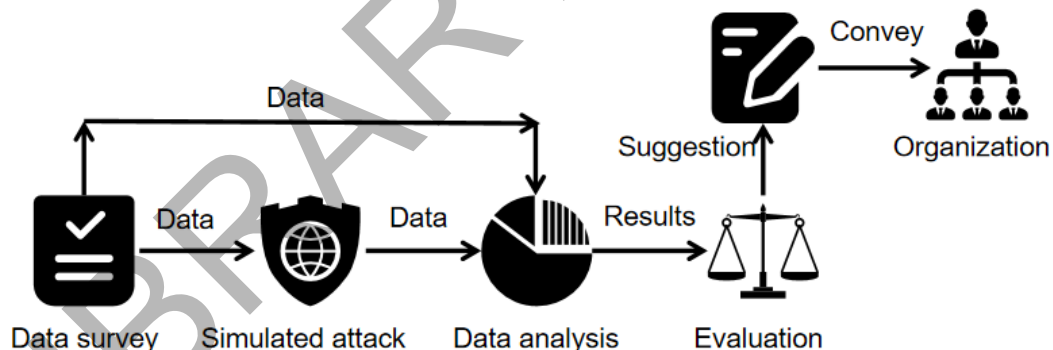 Convey
Data
Suggestion
Organization
Data
Data
Results
Data survey
Simulated attack
Data analysis
Evaluation